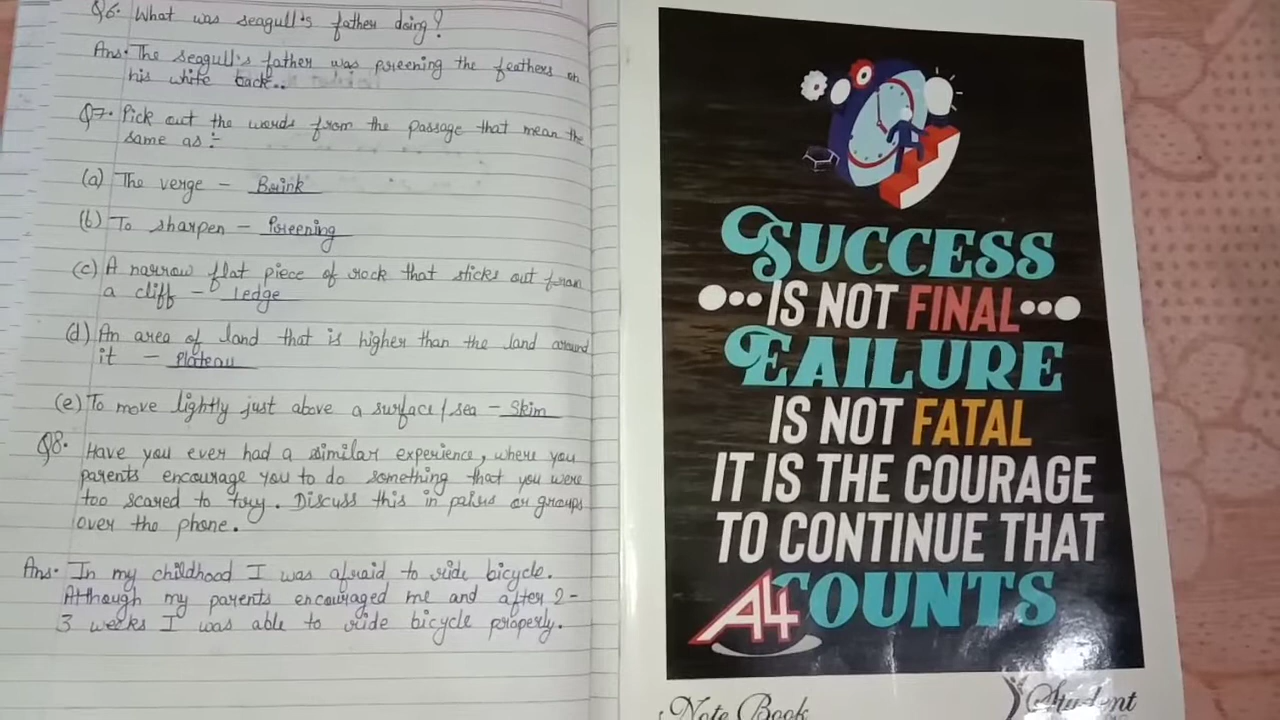 Q6. What was seagull's father doing?
Ans. The seagull's father was preening the feathers on
his white back..
Q7. Pick out the words from the passage that mean the
same as :-
(a) The verge - Brink
(b) To sharpen - Preening
(c) A narrow flat piece of rock that sticks out from
a cliff - ledge
(d) An area of land that is higher than the land around
it - Plateau
(e) To move lightly just above a surface/sea - Skim
Q8. Have you ever had a similar experience, where you
parents encourage you to do something that you were
too scared to try. Discuss this in pairs or groups
over the phone.
Ans. In my childhood I was afraid to ride bicycle.
Although my parents encouraged me and after 2-
3 weeks I was able to ride bicycle properly.
SUCCESS
IS NOT FINAL
FAILURE
IS NOT FATAL
IT IS THE COURAGE
TO CONTINUE THAT
COUNTS
A4
Note Book
Student